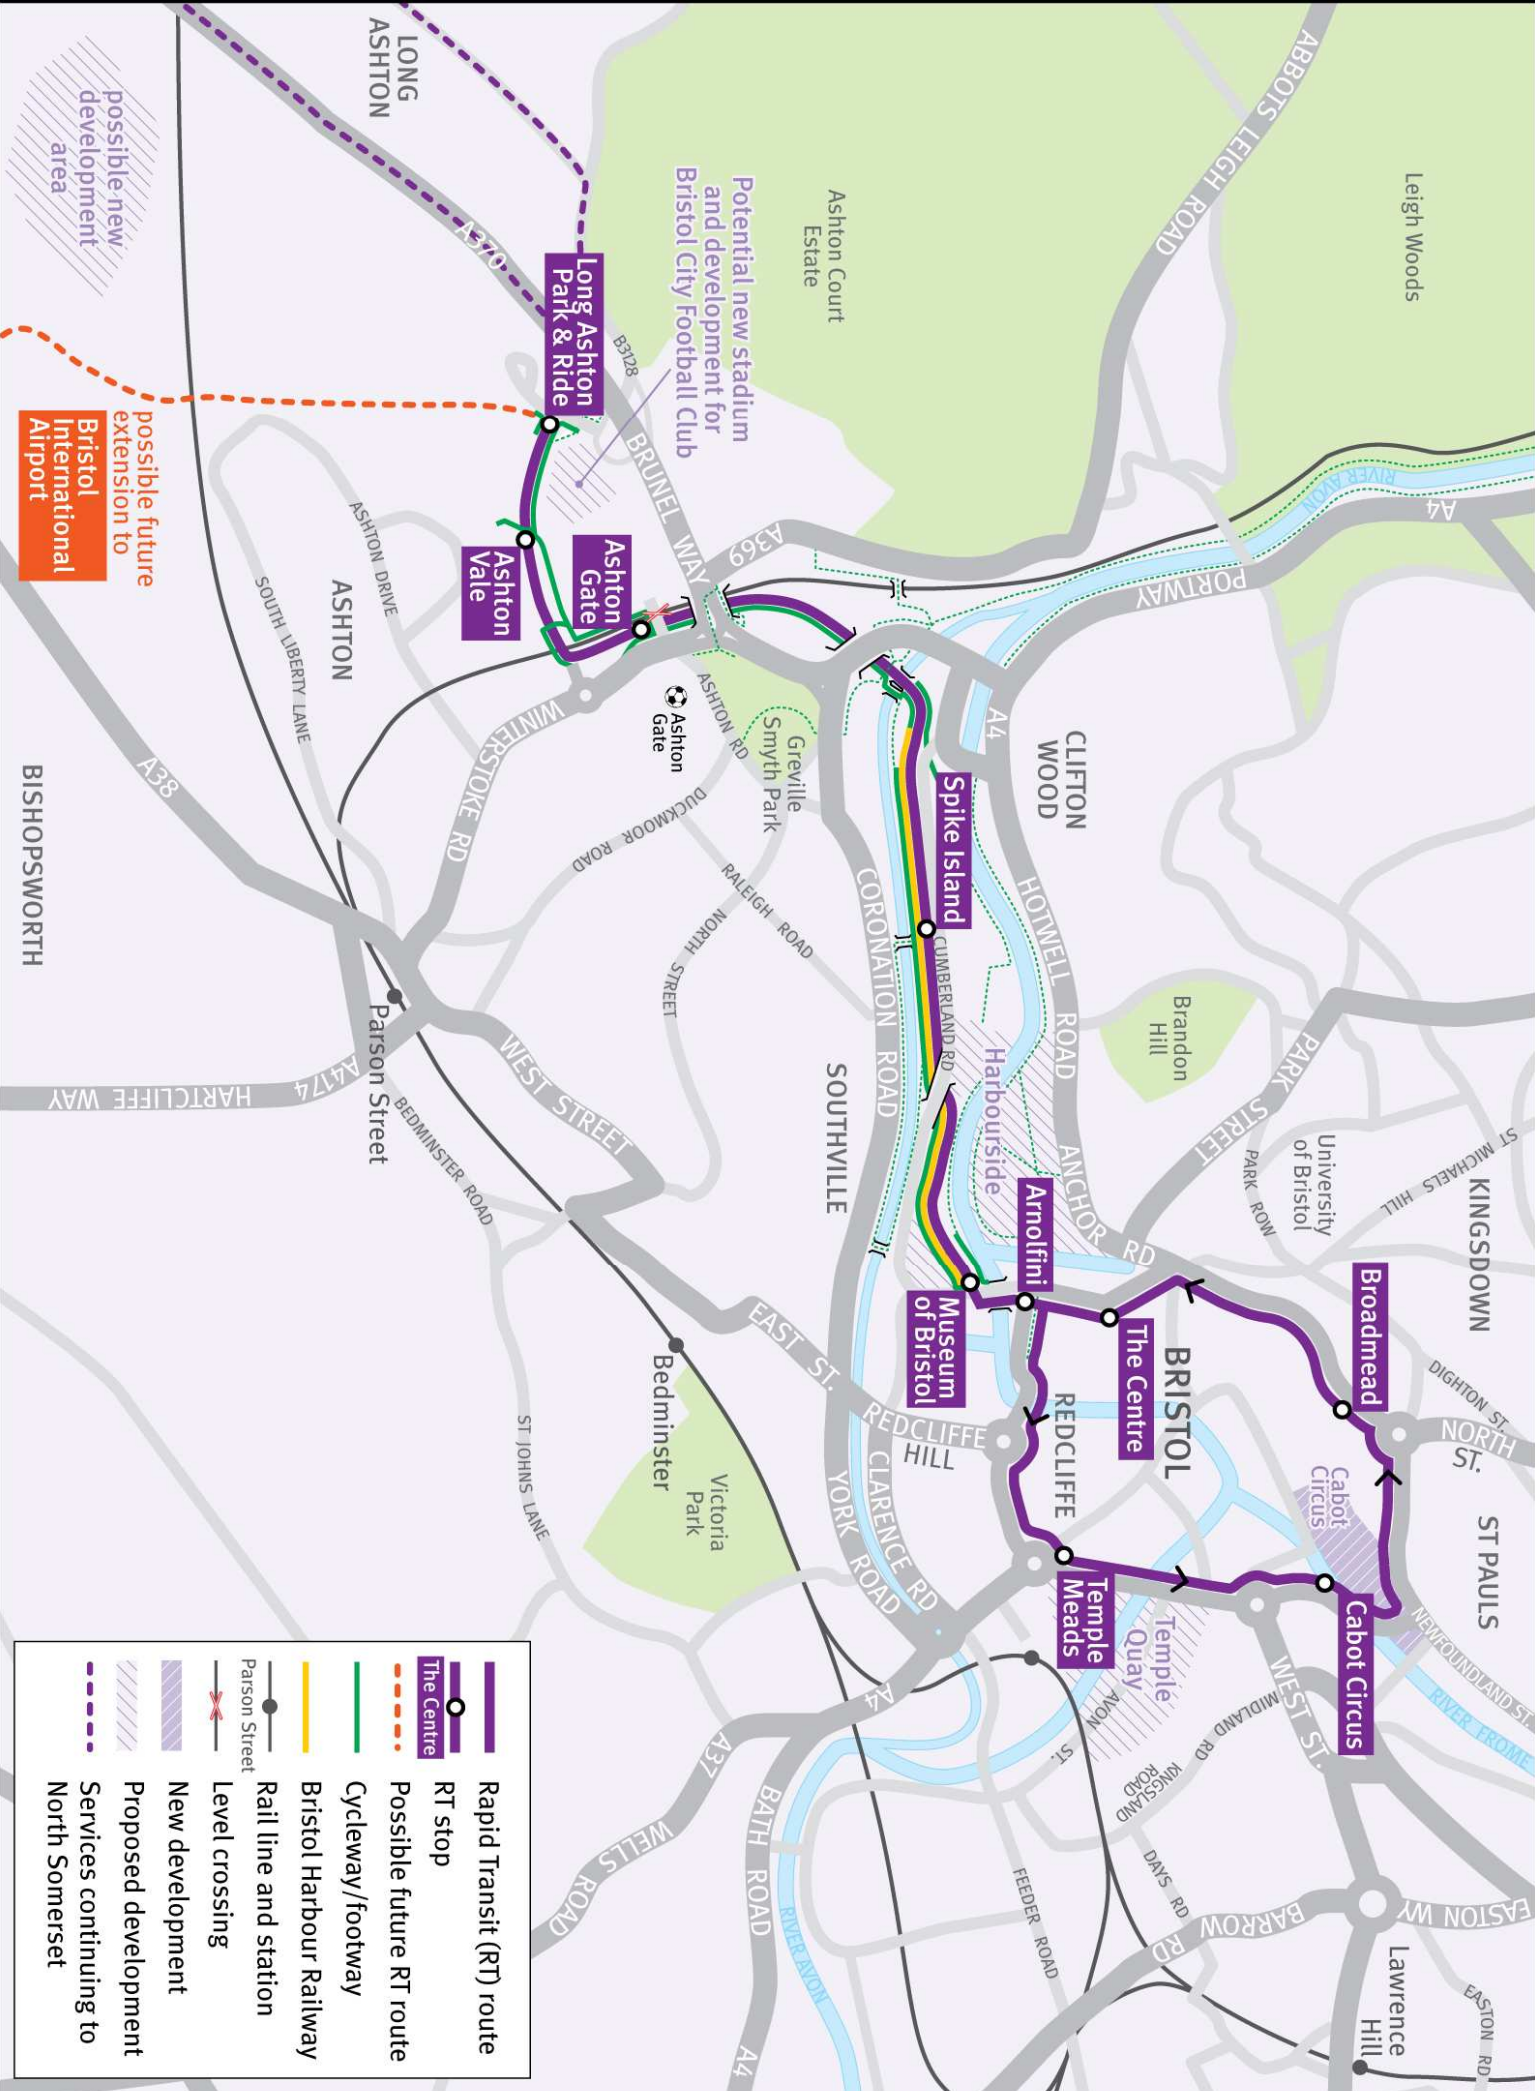 LONG
ASHTON
possible new
development
area
A370
Long Ashton
Park & Ride
B3128
Potential new stadium
and development for
Bristol City Football Club
Ashton Court
Estate
ABBOTS LEIGH ROAD
Leigh Woods
possible future
extension to
Bristol
International
Airport
BRUNEL WAY
A369
RIVER AVON
A4
PORTWAY
Ashton
Vale
Ashton
Gate
ASHTON DRIVE
ASHTON
SOUTH LIBERTY LANE
WINTERSTOKE RD
Ashton
Gate
ASHTON RD
Greville
Smyth Park
A4
CLIFTON
WOOD
A38
BISHOPSWORTH
DUCKMOOR ROAD
RALEIGH ROAD
NORTH
STREET
CORONATION ROAD
Spike Island
CUMBERLAND RD
HOTWELL ROAD
Harbourside
Brandon
Hill
PARK
STREET
PARK ROW
University
of Bristol
ST MICHAELS HILL
KINGSDOWN
Parson Street
A4174
HARTCLIFFE WAY
WEST STREET
BEDMINSTER ROAD
SOUTHVILLE
ANCHOR RD
Arnolfini
Museum
of Bristol
The Centre
BRISTOL
Broadmead
DIGHTON ST.
NORTH
ST.
EAST ST.
Bedminster
Victoria
Park
ST JOHNS LANE
REDCLIFFE
HILL
REDCLIFFE
CLARENCE RD
YORK ROAD
Cabot
Circus
ST PAULS
Temple
Meads
Temple
Quay
Cabot Circus
NEWFOUNDLAND ST.
RIVER FROME
WEST ST.
MIDLAND RD
AVON
ST.
KINGSLAND
ROAD
A4
A37
WELLS ROAD
BATH ROAD
A4
RIVER AVON
FEEDER ROAD
DAYS RD
BARROW
RD
EASTON WY
Lawrence
Hill
EASTON RD
Rapid Transit (RT) route
The Centre
RT stop
Possible future RT route
Cycleway/footway
Bristol Harbour Railway
Parson Street
Rail line and station
Level crossing
New development
Proposed development
Services continuing to
North Somerset